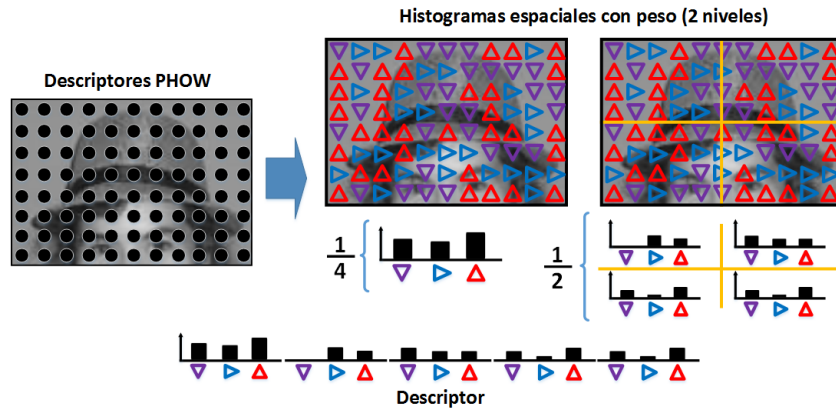 Histogramas espaciales con peso (2 niveles)
Descriptores PHOW
1
4
1
2
Descriptor